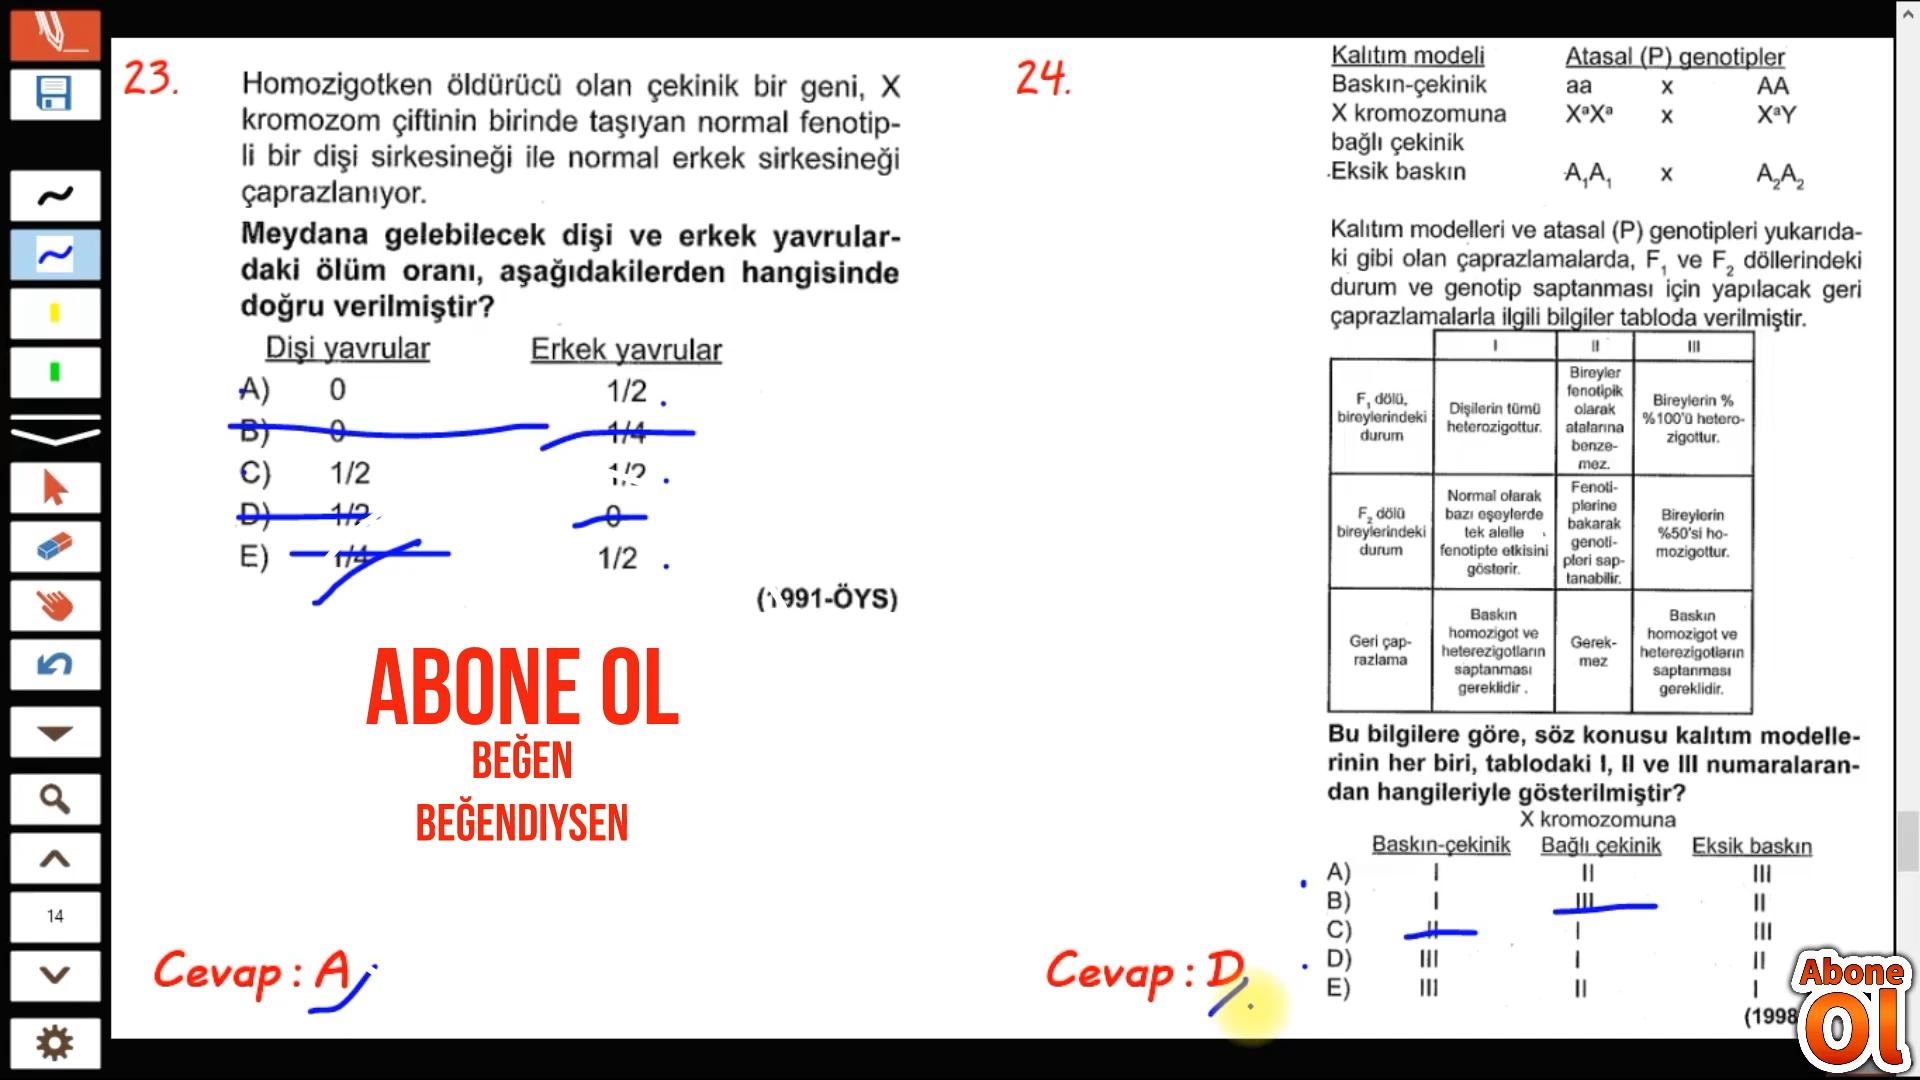 23.
Homozigotken öldürücü olan çekinik bir geni, X
kromozom çiftinin birinde taşıyan normal fenotip-
li bir dişi sirkesineği ile normal erkek sirkesineği
çaprazlanıyor.
Meydana gelebilecek dişi ve erkek yavrular-
daki ölüm oranı, aşağıdakilerden hangisinde
doğru verilmiştir?
Dişi yavrular Erkek yavrular
A) 0 1/2
B) 0 1/4
C) 1/2 1/2
D) 1/2 0
E) 1/4 1/2
(1991-ÖYS)
ABONE OL
BEĞEN
BEĞENDIYSEN
Cevap : A
24.
Kalıtım modeli Atasal (P) genotipler
Baskın-çekinik aa x AA
X kromozomuna XᵃXᵃ x XᵃY
bağlı çekinik
Eksik baskın A₁A₁ x A₂A₂
Kalıtım modelleri ve atasal (P) genotipleri yukarıda-
ki gibi olan çaprazlamalarda, F₁ ve F₂ döllerindeki
durum ve genotip saptanması için yapılacak geri
çaprazlamalarla ilgili bilgiler tabloda verilmiştir.
I II III
F₁ dölü,
bireylerindeki
durum
Dişilerin tümü
heterozigottur.
Bireyler
fenotipik
olarak
atalarına
benze-
mez.
Bireylerin %
%100'ü hetero-
zigottur.
F₂ dölü
bireylerindeki
durum
Normal olarak
bazı eşeylerde
tek alelle
fenotipte etkisini
gösterir.
Fenoti-
plerine
bakarak
genoti-
pleri sap-
tanabilir.
Bireylerin
%50'si ho-
mozigottur.
Geri çap-
razlama
Baskın
homozigot ve
heterezigotların
saptanması
gereklidir .
Gerek-
mez
Baskın
homozigot ve
heterezigotların
saptanması
gereklidir.
Bu bilgilere göre, söz konusu kalıtım modelle-
rinin her biri, tablodaki I, II ve III numaralaran-
dan hangileriyle gösterilmiştir?
X kromozomuna
Baskın-çekinik Bağlı çekinik Eksik baskın
A) I II III
B) I III II
C) II I III
D) III I II
E) III II I
(1998
Cevap : D
14
Abone
Ol